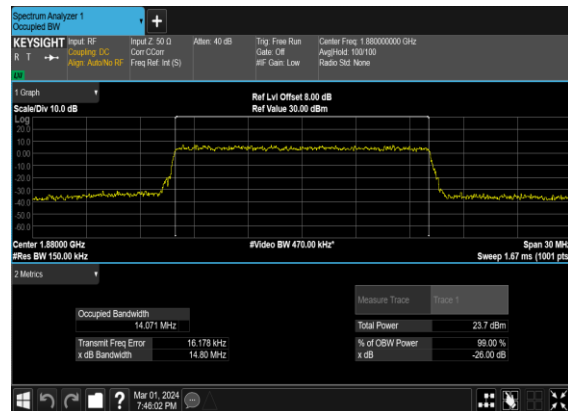 Spectrum Analyzer 1
Occupied BW
+
KEYSIGHT
R T
LU
Input: RF
Coupling: DC
Align: Auto/No RF
Input Z: 50 Ω
Corr CCorr
Freq Ref: Int (S)
Atten: 40 dB
Trig: Free Run
Gate: Off
#IF Gain: Low
Center Freq: 1.880000000 GHz
Avg|Hold: 100/100
Radio Std: None
1 Graph
Scale/Div 10.0 dB
Ref Lvl Offset 8.00 dB
Ref Value 30.00 dBm
Log
20.0
10.0
0.00
-10.0
-20.0
-30.0
-40.0
-50.0
-60.0
Center 1.88000 GHz
#Res BW 150.00 kHz
#Video BW 470.00 kHz*
Span 30 MHz
Sweep 1.67 ms (1001 pts
2 Metrics
Measure Trace Trace 1
Occupied Bandwidth
14.071 MHz
Total Power 23.7 dBm
Transmit Freq Error 16.178 kHz
% of OBW Power 99.00 %
x dB Bandwidth 14.80 MHz
x dB -26.00 dB
?
Mar 01, 2024
7:46:02 PM